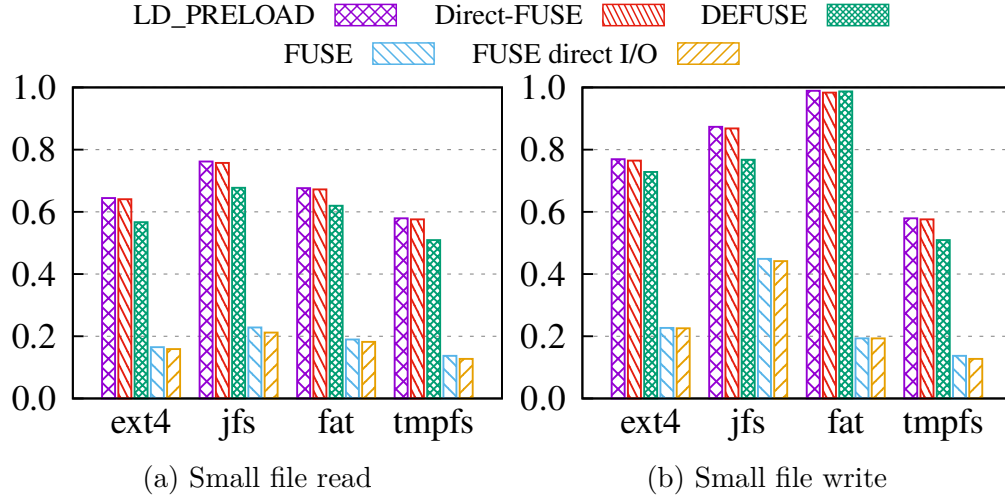 LD_PRELOAD Direct-FUSE DEFUSE
FUSE FUSE direct I/O
1.0
0.8
0.6
0.4
0.2
0.0
ext4 jfs fat tmpfs
(a) Small file read
1.0
0.8
0.6
0.4
0.2
0.0
ext4 jfs fat tmpfs
(b) Small file write